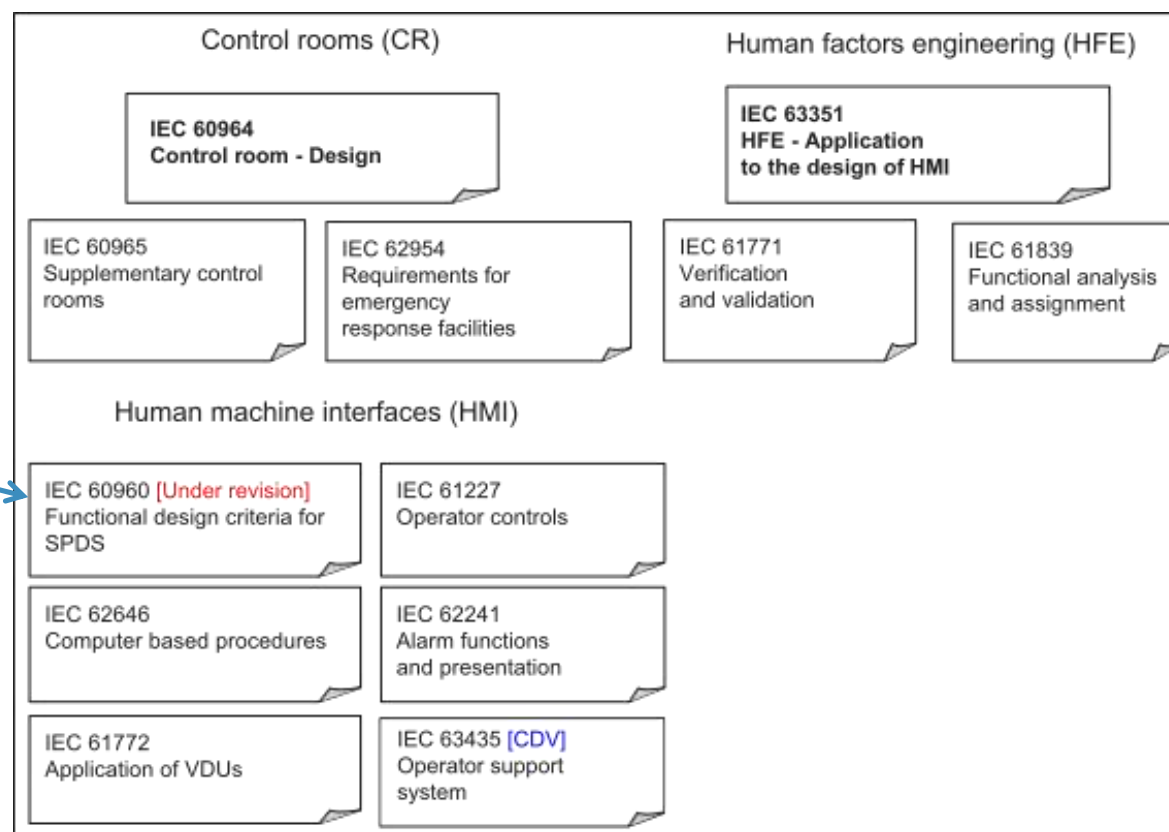 Control rooms (CR)
IEC 60964
Control room - Design
IEC 60965
Supplementary control
rooms
IEC 62954
Requirements for
emergency
response facilities
Human factors engineering (HFE)
IEC 63351
HFE - Application
to the design of HMI
IEC 61771
Verification
and validation
IEC 61839
Functional analysis
and assignment
Human machine interfaces (HMI)
IEC 60960 [Under revision]
Functional design criteria for
SPDS
IEC 61227
Operator controls
IEC 62646
Computer based procedures
IEC 62241
Alarm functions
and presentation
IEC 61772
Application of VDUs
IEC 63435 [CDV]
Operator support
system